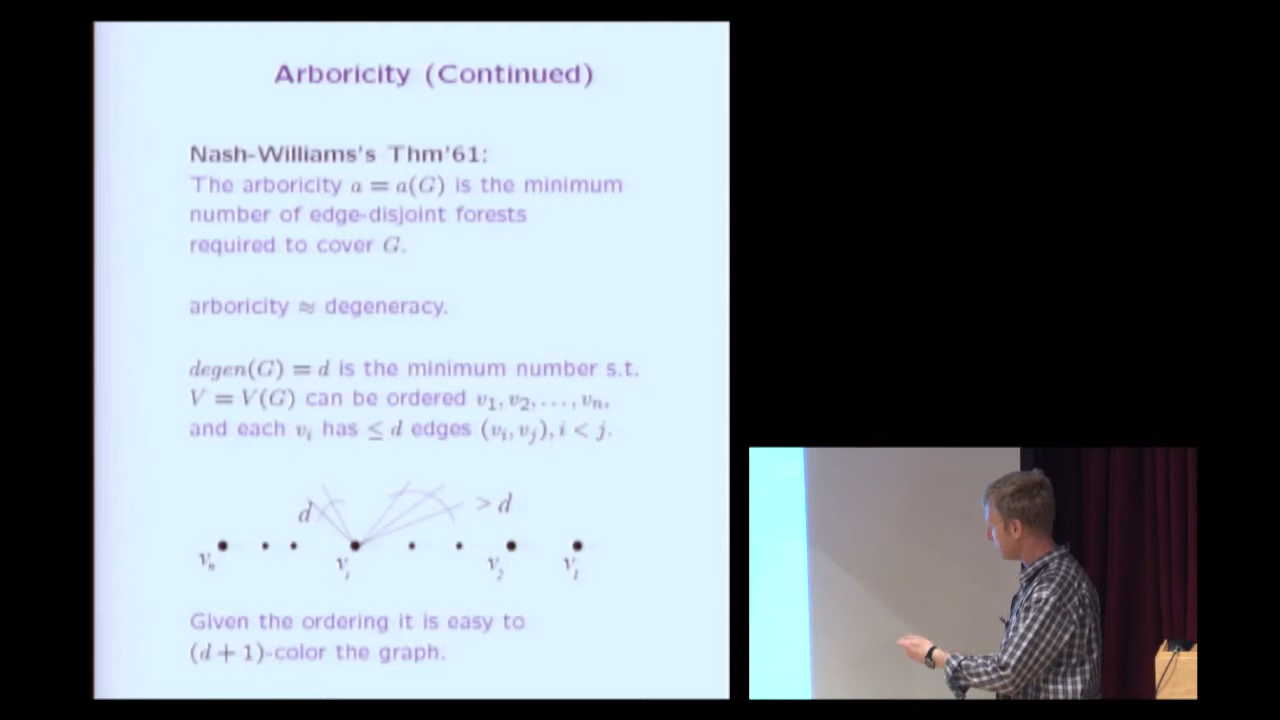 Arboricity (Continued)
Nash-Williams's Thm'61:
The arboricity a = a(G) is the minimum
number of edge-disjoint forests
required to cover G.
arboricity ≈ degeneracy.
degen(G) = d is the minimum number s.t.
V = V(G) can be ordered v₁, v₂, . . . , vₙ,
and each vᵢ has ≤ d edges (vᵢ, vⱼ), i < j.
d > d
vₙ vᵢ v₂ v₁
Given the ordering it is easy to
(d + 1)-color the graph.